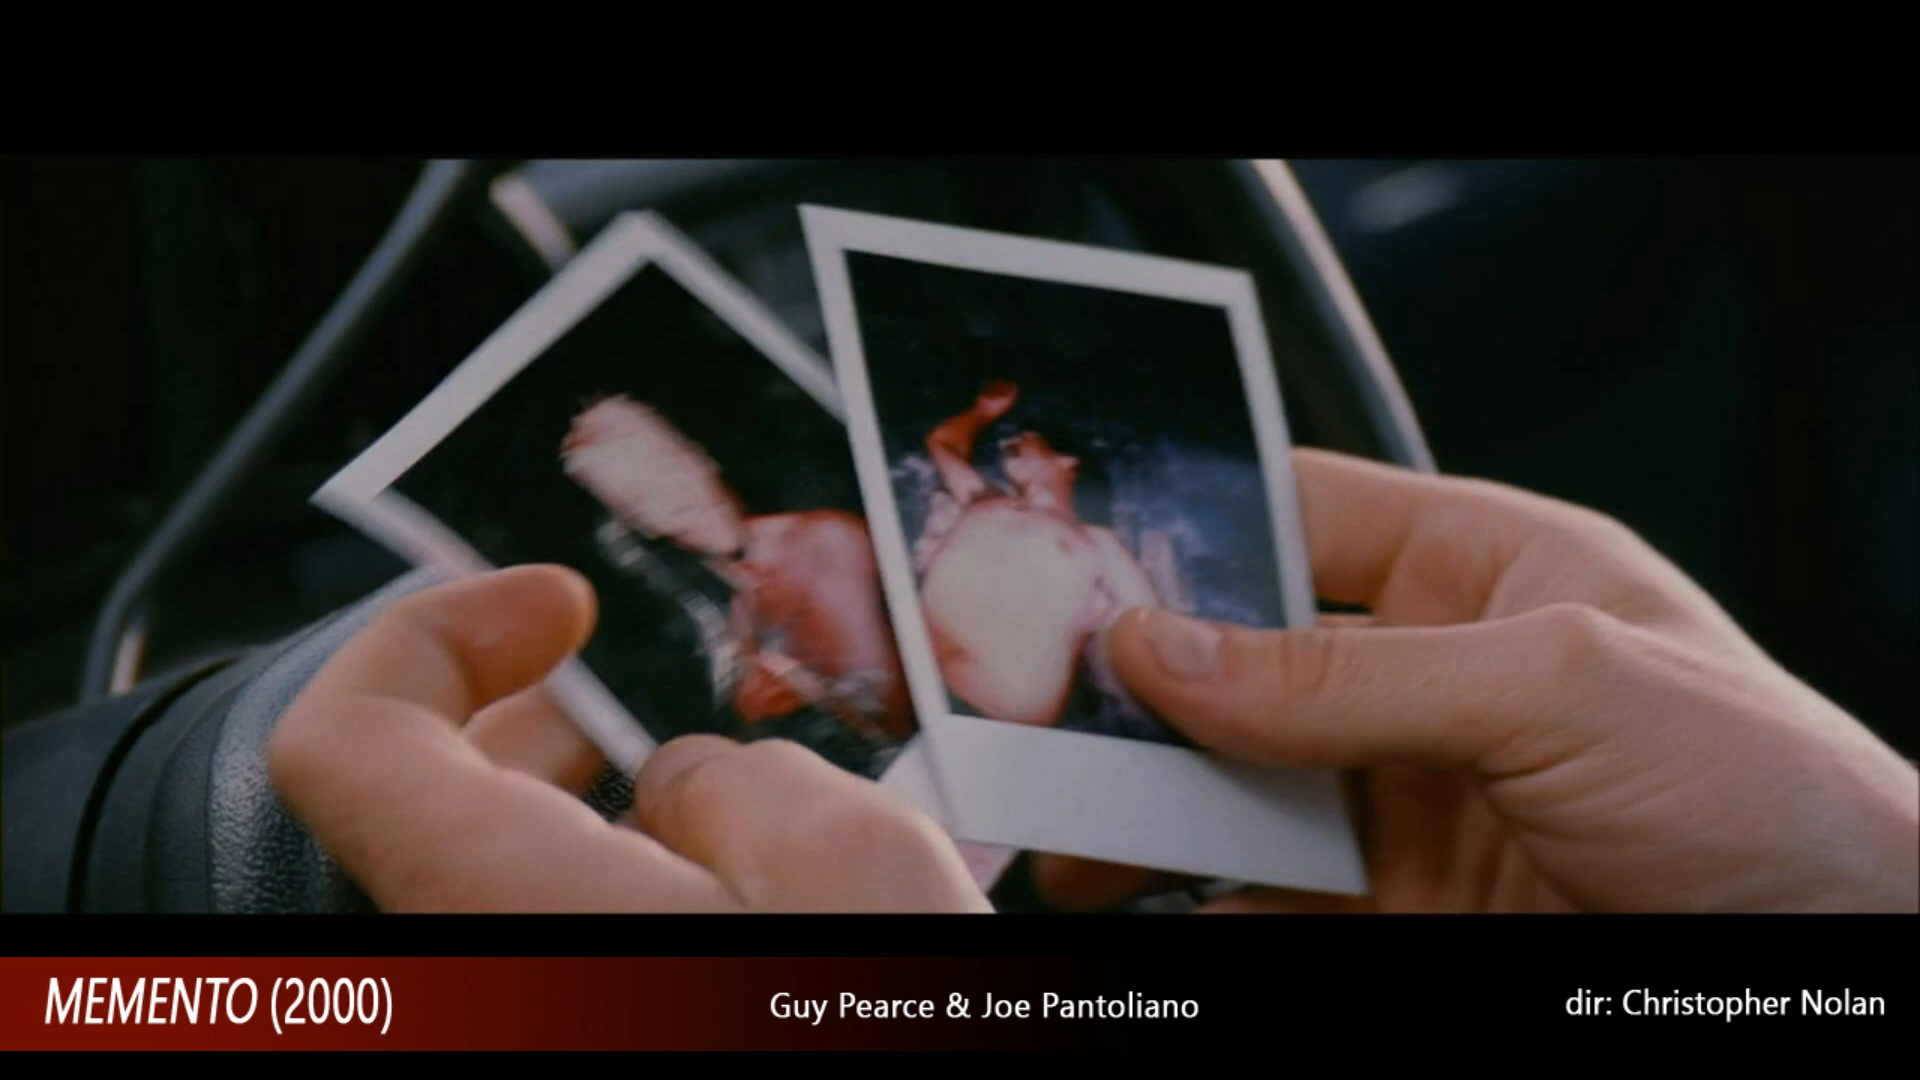 MEMENTO (2000)
Guy Pearce & Joe Pantoliano
dir: Christopher Nolan